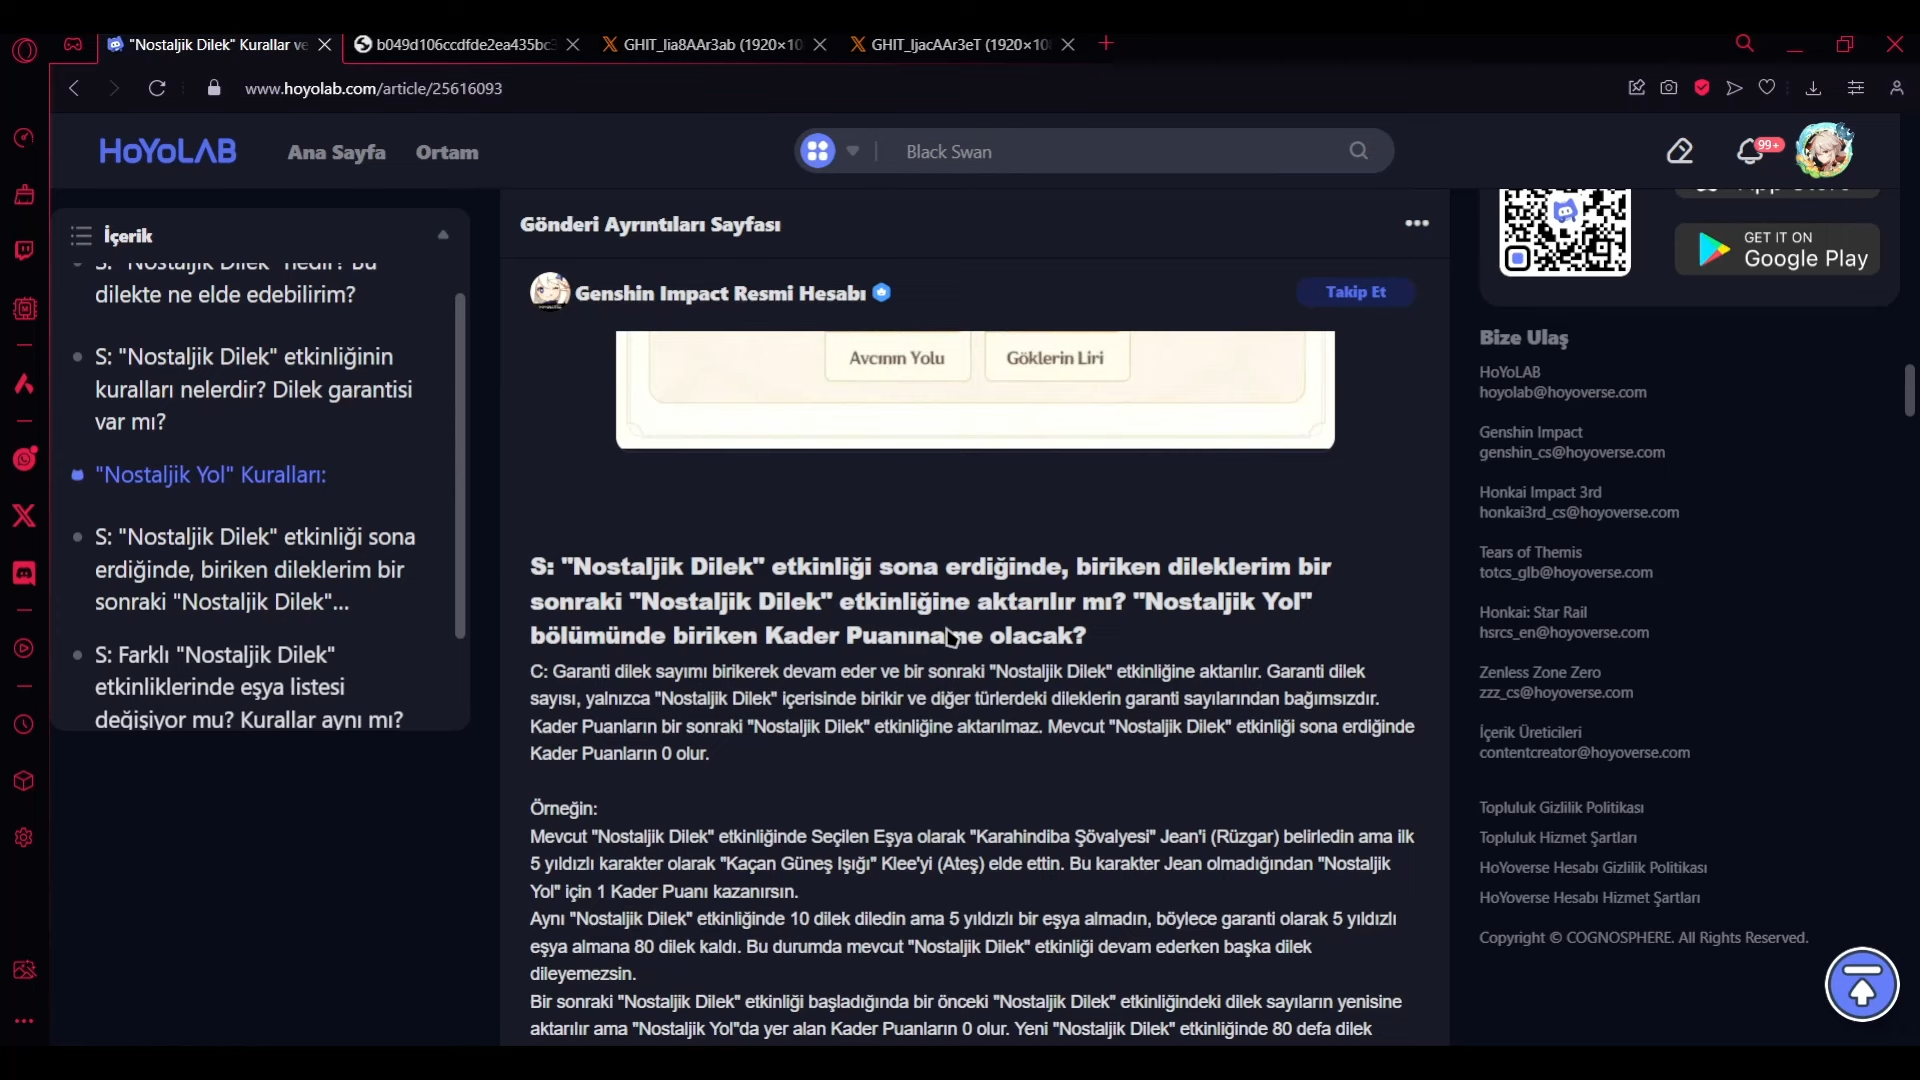 "Nostaljik Dilek" Kurallar ve
b049d106ccdfde2ea435bc3
GHIT_Iia8AAr3ab (1920×10
GHIT_IjacAAr3eT (1920×10
www.hoyolab.com/article/25616093
HoYoLAB
Ana Sayfa
Ortam
Black Swan
99+
İçerik
S: "Nostaljik Dilek" nedir? Bu
dilekte ne elde edebilirim?
S: "Nostaljik Dilek" etkinliğinin
kuralları nelerdir? Dilek garantisi
var mı?
"Nostaljik Yol" Kuralları:
S: "Nostaljik Dilek" etkinliği sona
erdiğinde, biriken dileklerim bir
sonraki "Nostaljik Dilek"...
S: Farklı "Nostaljik Dilek"
etkinliklerinde eşya listesi
değişiyor mu? Kurallar aynı mı?
Gönderi Ayrıntıları Sayfası
Genshin Impact Resmi Hesabı
Takip Et
Avcının Yolu
Göklerin Liri
S: "Nostaljik Dilek" etkinliği sona erdiğinde, biriken dileklerim bir
sonraki "Nostaljik Dilek" etkinliğine aktarılır mı? "Nostaljik Yol"
bölümünde biriken Kader Puanına ne olacak?
C: Garanti dilek sayımı birikerek devam eder ve bir sonraki "Nostaljik Dilek" etkinliğine aktarılır. Garanti dilek
sayısı, yalnızca "Nostaljik Dilek" içerisinde birikir ve diğer türlerdeki dileklerin garanti sayılarından bağımsızdır.
Kader Puanların bir sonraki "Nostaljik Dilek" etkinliğine aktarılmaz. Mevcut "Nostaljik Dilek" etkinliği sona erdiğinde
Kader Puanların 0 olur.
Örneğin:
Mevcut "Nostaljik Dilek" etkinliğinde Seçilen Eşya olarak "Karahindiba Şövalyesi" Jean'i (Rüzgar) belirledin ama ilk
5 yıldızlı karakter olarak "Kaçan Güneş Işığı" Klee'yi (Ateş) elde ettin. Bu karakter Jean olmadığından "Nostaljik
Yol" için 1 Kader Puanı kazanırsın.
Aynı "Nostaljik Dilek" etkinliğinde 10 dilek diledin ama 5 yıldızlı bir eşya almadın, böylece garanti olarak 5 yıldızlı
eşya almana 80 dilek kaldı. Bu durumda mevcut "Nostaljik Dilek" etkinliği devam ederken başka dilek
dileyemezsin.
Bir sonraki "Nostaljik Dilek" etkinliği başladığında bir önceki "Nostaljik Dilek" etkinliğindeki dilek sayıların yenisine
aktarılır ama "Nostaljik Yol"da yer alan Kader Puanların 0 olur. Yeni "Nostaljik Dilek" etkinliğinde 80 defa dilek
App Store
GET IT ON
Google Play
Bize Ulaş
HoYoLAB
hoyolab@hoyoverse.com
Genshin Impact
genshin_cs@hoyoverse.com
Honkai Impact 3rd
honkai3rd_cs@hoyoverse.com
Tears of Themis
totcs_glb@hoyoverse.com
Honkai: Star Rail
hsrcs_en@hoyoverse.com
Zenless Zone Zero
zzz_cs@hoyoverse.com
İçerik Üreticileri
contentcreator@hoyoverse.com
Topluluk Gizlilik Politikası
Topluluk Hizmet Şartları
HoYoverse Hesabı Gizlilik Politikası
HoYoverse Hesabı Hizmet Şartları
Copyright © COGNOSPHERE. All Rights Reserved.